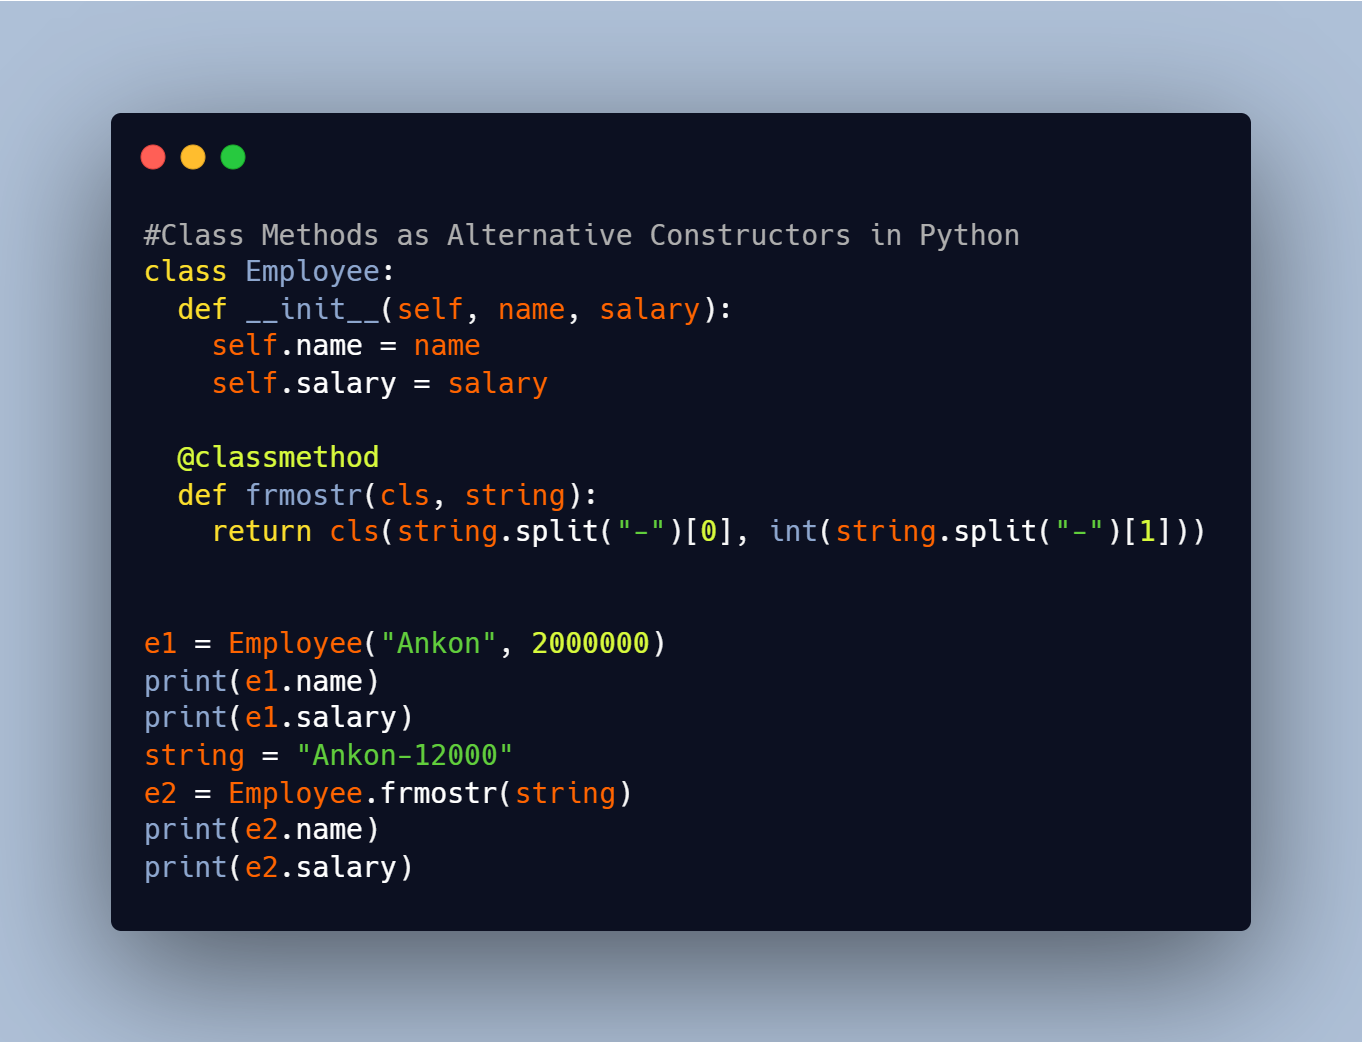 #Class Methods as Alternative Constructors in Python
class Employee:
  def __init__(self, name, salary):
    self.name = name
    self.salary = salary

  @classmethod
  def frmostr(cls, string):
    return cls(string.split("-")[0], int(string.split("-")[1]))


e1 = Employee("Ankon", 2000000)
print(e1.name)
print(e1.salary)
string = "Ankon-12000"
e2 = Employee.frmostr(string)
print(e2.name)
print(e2.salary)